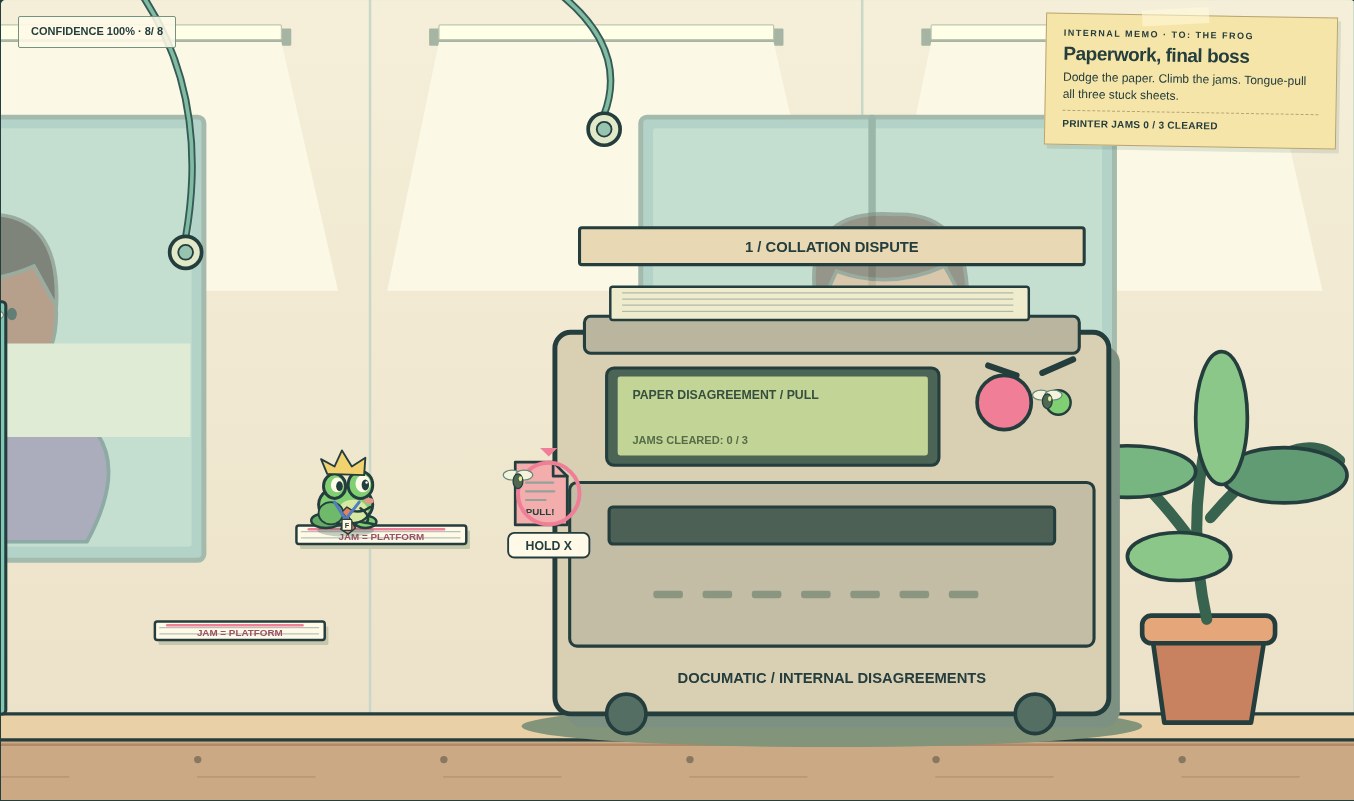 CONFIDENCE 100% · 8/ 8
INTERNAL MEMO · TO: THE FROG
Paperwork, final boss
Dodge the paper. Climb the jams. Tongue-pull
all three stuck sheets.
PRINTER JAMS 0 / 3 CLEARED
1 / COLLATION DISPUTE
PAPER DISAGREEMENT / PULL
JAMS CLEARED: 0 / 3
PULL!
HOLD X
F
JAM = PLATFORM
JAM = PLATFORM
DOCUMATIC / INTERNAL DISAGREEMENTS